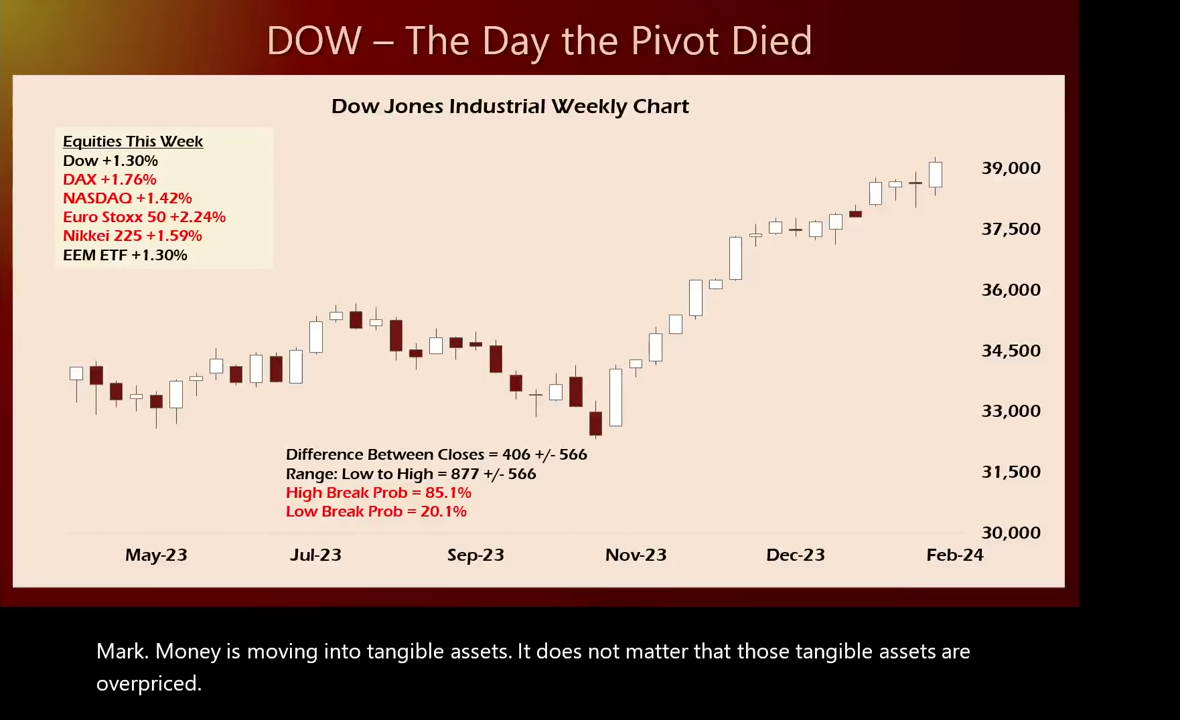 DOW – The Day the Pivot Died
Dow Jones Industrial Weekly Chart
Equities This Week
Dow +1.30%
DAX +1.76%
NASDAQ +1.42%
Euro Stoxx 50 +2.24%
Nikkei 225 +1.59%
EEM ETF +1.30%
39,000
37,500
36,000
34,500
33,000
31,500
30,000
Difference Between Closes = 406 +/- 566
Range: Low to High = 877 +/- 566
High Break Prob = 85.1%
Low Break Prob = 20.1%
May-23 Jul-23 Sep-23 Nov-23 Dec-23 Feb-24
Mark. Money is moving into tangible assets. It does not matter that those tangible assets are
overpriced.